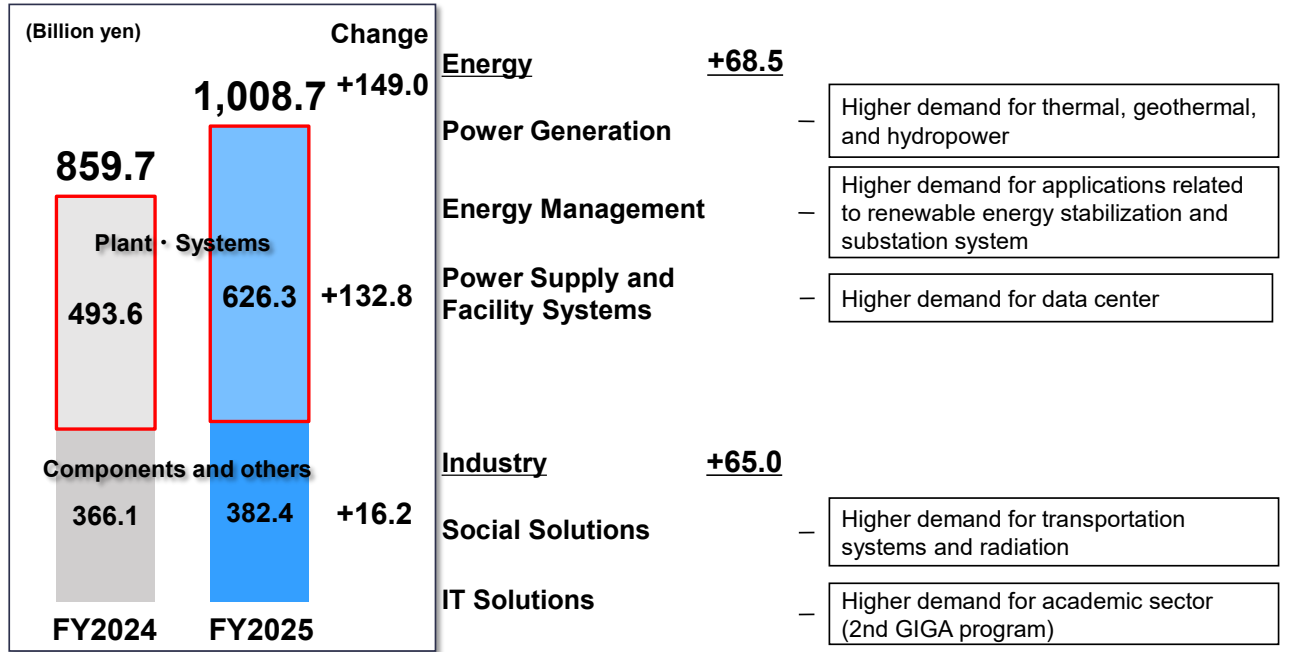 (Billion yen)
Change
1,008.7 +149.0
859.7
Plant・Systems
493.6 626.3 +132.8
Components and others
366.1 382.4 +16.2
FY2024 FY2025
Energy +68.5
Power Generation
– Higher demand for thermal, geothermal,
and hydropower
Energy Management
– Higher demand for applications related
to renewable energy stabilization and
substation system
Power Supply and
Facility Systems
– Higher demand for data center
Industry +65.0
Social Solutions
– Higher demand for transportation
systems and radiation
IT Solutions
– Higher demand for academic sector
(2nd GIGA program)